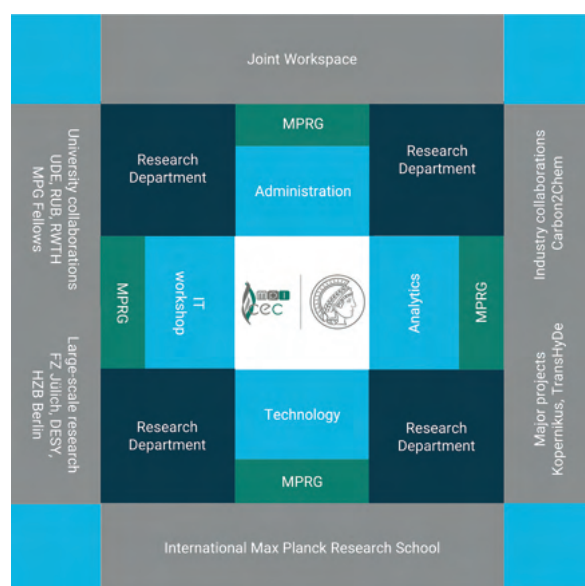 Joint Workspace
MPRG
Research
Department
Administration
Research
Department
University collaborations
UDE, RUB, RWTH
MPG Fellows
Industry collaborations
Carbon2Chem
MPRG
IT
workshop
mpi
cec
Analytics
MPRG
Large-scale research
FZ Jülich, DESY,
HZB Berlin
Major projects
Kopernikus, TransHyDe
Research
Department
Technology
Research
Department
MPRG
International Max Planck Research School